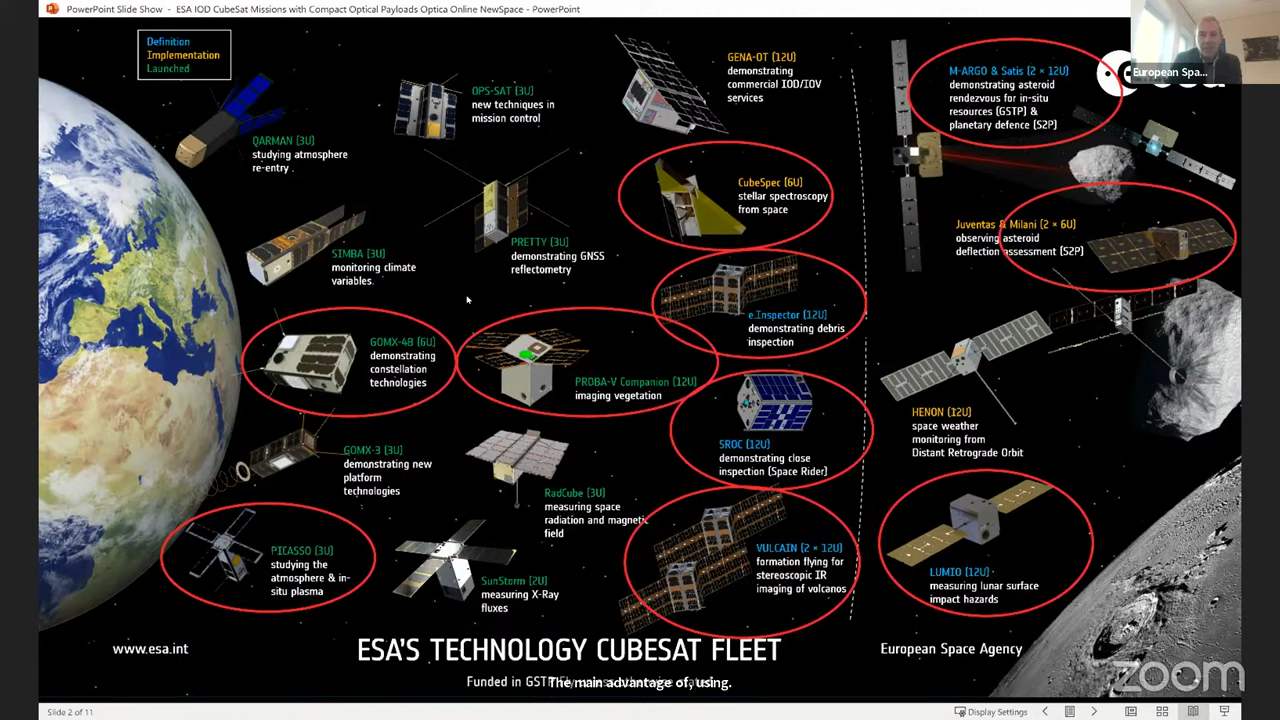 PowerPoint Slide Show - ESA IOD CubeSat Missions with Compact Optical Payloads Optica Online NewSpace - PowerPoint
Definition
Implementation
Launched
QARMAN (3U)
studying atmosphere
re-entry .
OPS-SAT (3U)
new techniques in
mission control
GENA-OT (12U)
demonstrating
commercial IOD/IOV
services
M-ARGO & Satis (2 × 12U)
demonstrating asteroid
rendezvous for in-situ
resources (GSTP) &
planetary defence (S2P)
European Spa...
SIMBA (3U)
monitoring climate
variables.
PRETTY (3U)
demonstrating GNSS
reflectometry
CubeSpec (6U)
stellar spectroscopy
from space
Juventas & Milani (2 × 6U)
observing asteroid
deflection assessment (S2P)
GOMX-4B (6U)
demonstrating
constellation
technologies
PROBA-V Companion (12U)
imaging vegetation
e.Inspector (12U)
demonstrating debris
inspection
HENON (12U)
space weather
monitoring from
Distant Retrograde Orbit
GOMX-3 (3U)
demonstrating new
platform
technologies
RadCube (3U)
measuring space
radiation and magnetic
field
SROC (12U)
demonstrating close
inspection (Space Rider)
PICASSO (3U)
studying the
atmosphere & in-
situ plasma
SunStorm (2U)
measuring X-Ray
fluxes
VULCAIN (2 × 12U)
formation flying for
stereoscopic IR
imaging of volcanos
LUMIO (12U)
measuring lunar surface
impact hazards
www.esa.int
ESA'S TECHNOLOGY CUBESAT FLEET
European Space Agency
Funded in GSTP
The main advantage of, using.
zoom
Slide 2 of 11
Display Settings